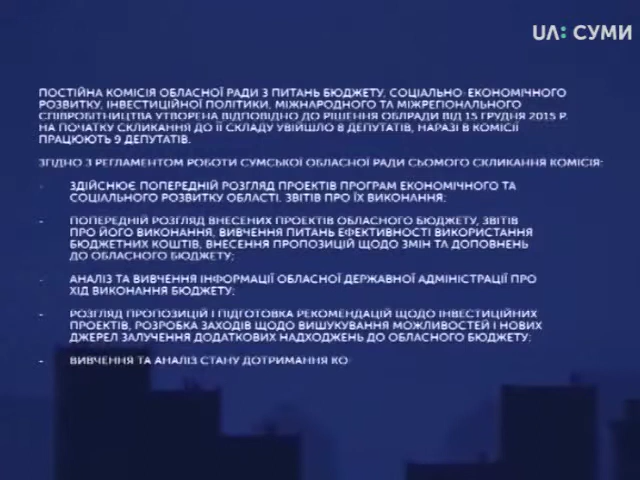 UA: СУМИ
ПОСТІЙНА КОМІСІЯ ОБЛАСНОЇ РАДИ З ПИТАНЬ БЮДЖЕТУ, СОЦІАЛЬНО-ЕКОНОМІЧНОГО
РОЗВИТКУ, ІНВЕСТИЦІЙНОЇ ПОЛІТИКИ, МІЖНАРОДНОГО ТА МІЖРЕГІОНАЛЬНОГО
СПІВРОБІТНИЦТВА УТВОРЕНА ВІДПОВІДНО ДО РІШЕННЯ ОБЛРАДИ ВІД 15 ГРУДНЯ 2015 Р.
НА ПОЧАТКУ СКЛИКАННЯ ДО ЇЇ СКЛАДУ УВІЙШЛО 8 ДЕПУТАТІВ, НАРАЗІ В КОМІСІЇ
ПРАЦЮЮТЬ 9 ДЕПУТАТІВ.
ЗГІДНО З РЕГЛАМЕНТОМ РОБОТИ СУМСЬКОЇ ОБЛАСНОЇ РАДИ СЬОМОГО СКЛИКАННЯ КОМІСІЯ:
- ЗДІЙСНЮЄ ПОПЕРЕДНІЙ РОЗГЛЯД ПРОЕКТІВ ПРОГРАМ ЕКОНОМІЧНОГО ТА
СОЦІАЛЬНОГО РОЗВИТКУ ОБЛАСТІ. ЗВІТІВ ПРО ЇХ ВИКОНАННЯ;
- ПОПЕРЕДНІЙ РОЗГЛЯД ВНЕСЕНИХ ПРОЕКТІВ ОБЛАСНОГО БЮДЖЕТУ, ЗВІТІВ
ПРО ЙОГО ВИКОНАННЯ, ВИВЧЕННЯ ПИТАНЬ ЕФЕКТИВНОСТІ ВИКОРИСТАННЯ
БЮДЖЕТНИХ КОШТІВ, ВНЕСЕННЯ ПРОПОЗИЦІЙ ЩОДО ЗМІН ТА ДОПОВНЕНЬ
ДО ОБЛАСНОГО БЮДЖЕТУ;
- АНАЛІЗ ТА ВИВЧЕННЯ ІНФОРМАЦІЇ ОБЛАСНОЇ ДЕРЖАВНОЇ АДМІНІСТРАЦІЇ ПРО
ХІД ВИКОНАННЯ БЮДЖЕТУ;
- РОЗГЛЯД ПРОПОЗИЦІЙ І ПІДГОТОВКА РЕКОМЕНДАЦІЙ ЩОДО ІНВЕСТИЦІЙНИХ
ПРОЕКТІВ, РОЗРОБКА ЗАХОДІВ ЩОДО ВИШУКУВАННЯ МОЖЛИВОСТЕЙ І НОВИХ
ДЖЕРЕЛ ЗАЛУЧЕННЯ ДОДАТКОВИХ НАДХОДЖЕНЬ ДО ОБЛАСНОГО БЮДЖЕТУ;
- ВИВЧЕННЯ ТА АНАЛІЗ СТАНУ ДОТРИМАННЯ КО